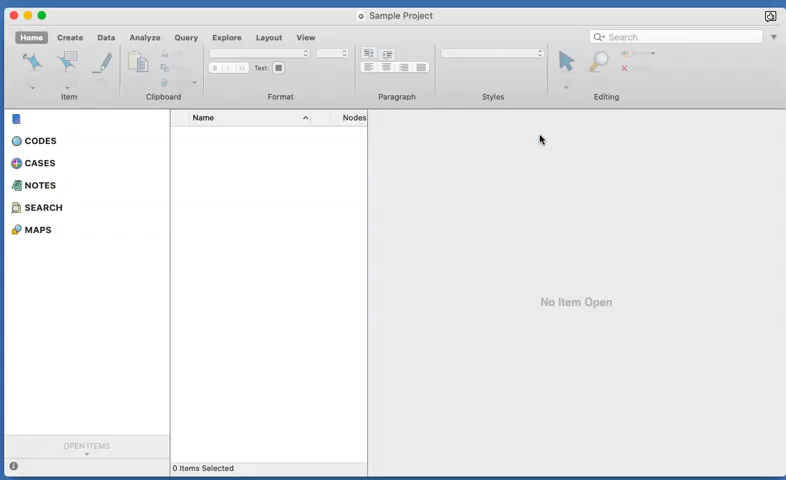 Sample Project
Home Create Data Analyze Query Explore Layout View
Search
B I U Text:
Item Clipboard Format Paragraph Styles Editing
Name Nodes
CODES
CASES
NOTES
SEARCH
MAPS
No Item Open
OPEN ITEMS
0 Items Selected